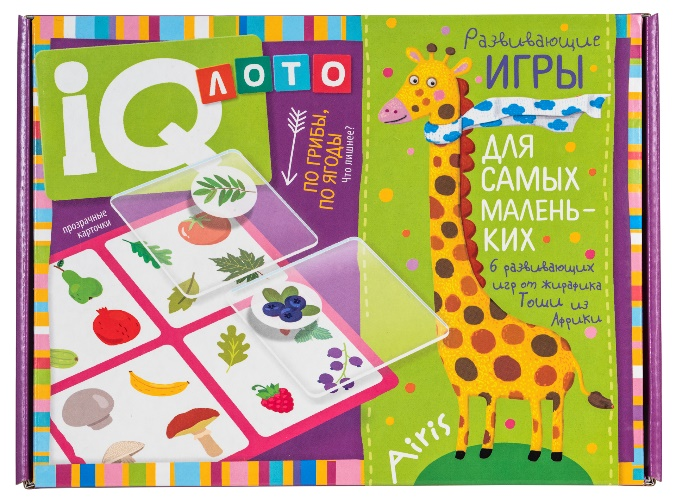 iQ
ЛОТО
ПО ГРИБЫ,
ПО ЯГОДЫ
Что лишнее?
прозрачные
карточки
Развивающие
ИГРЫ
ДЛЯ
САМЫХ
МАЛЕНЬ-
КИХ
6 развивающих
игр от жирафика
Тоши из
Африки
Airis